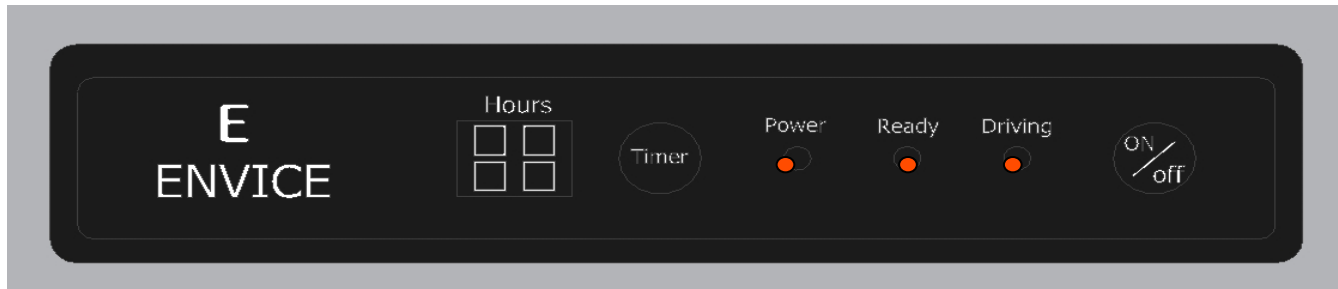 E
ENVICE
Hours
Timer
Power
Ready
Driving
ON/off